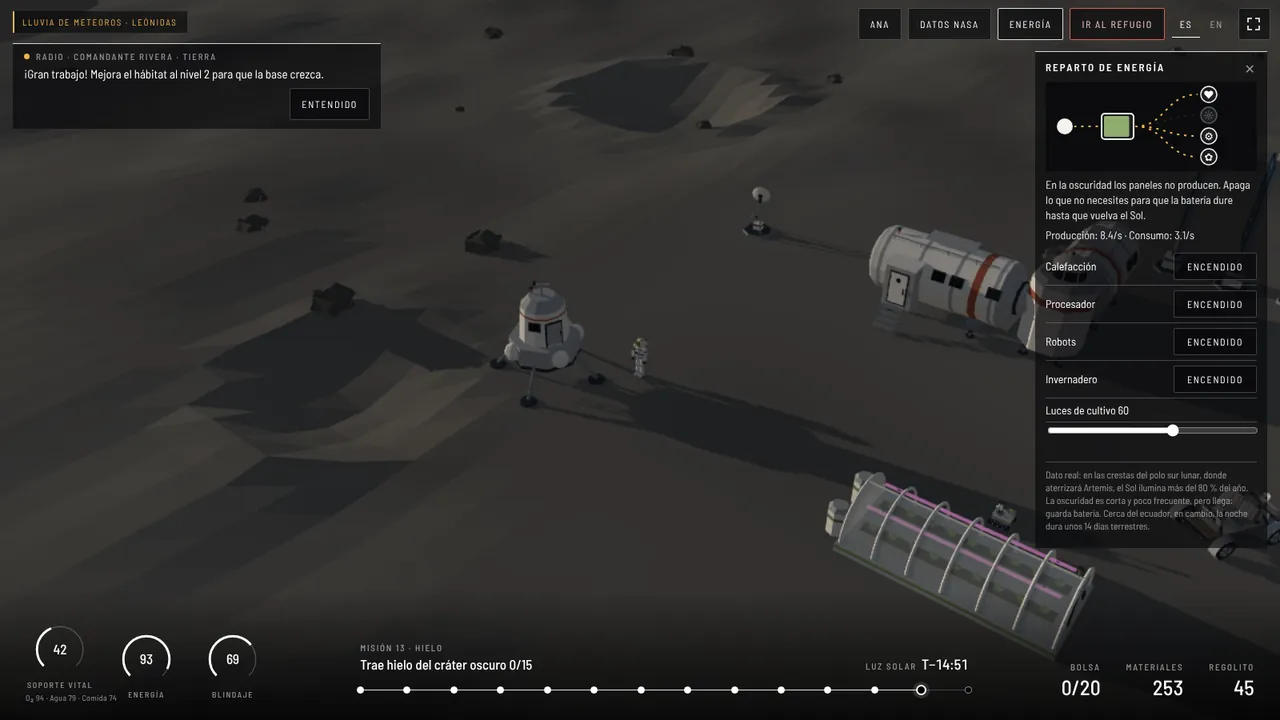 LLUVIA DE METEOROS · LEÓNIDAS
RADIO · COMANDANTE RIVERA · TIERRA
¡Gran trabajo! Mejora el hábitat al nivel 2 para que la base crezca.
ENTENDIDO
ANA
DATOS NASA
ENERGÍA
IR AL REFUGIO
ES
EN
REPARTO DE ENERGÍA
En la oscuridad los paneles no producen. Apaga
lo que no necesites para que la batería dure
hasta que vuelva el Sol.
Producción: 8.4/s · Consumo: 3.1/s
Calefacción ENCENDIDO
Procesador ENCENDIDO
Robots ENCENDIDO
Invernadero ENCENDIDO
Luces de cultivo 60
Dato real: en las crestas del polo sur lunar, donde
aterrizará Artemis, el Sol ilumina más del 80 % del año.
La oscuridad es corta y poco frecuente, pero llega:
guarda batería. Cerca del ecuador, en cambio, la noche
dura unos 14 días terrestres.
42
SOPORTE VITAL
O₂ 94 · Agua 79 · Comida 74
93
ENERGÍA
69
BLINDAJE
MISIÓN 13 · HIELO
Trae hielo del cráter oscuro 0/15
LUZ SOLAR T−14:51
BOLSA
0/20
MATERIALES
253
REGOLITO
45